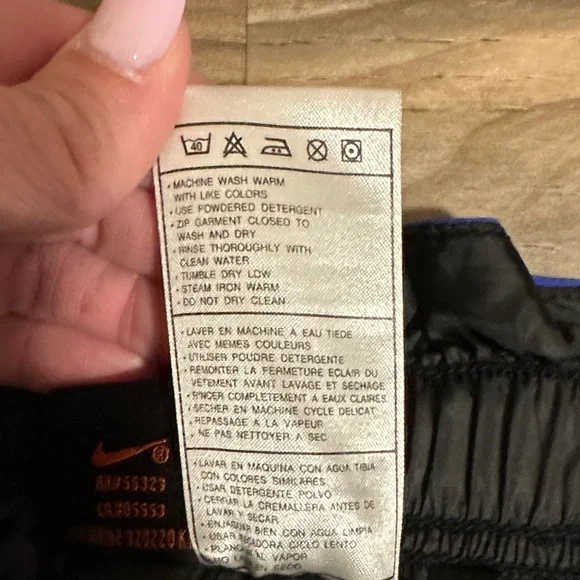 40
• MACHINE WASH WARM
WITH LIKE COLORS
• USE POWDERED DETERGENT
• ZIP GARMENT CLOSED TO
WASH AND DRY
• RINSE THOROUGHLY WITH
CLEAN WATER
• TUMBLE DRY LOW
• STEAM IRON WARM
• DO NOT DRY CLEAN
• LAVER EN MACHINE A EAU TIEDE
AVEC MEMES COULEURS
• UTILISER POUDRE DETERGENTE
• REMONTER LA FERMETURE ECLAIR DU
VETEMENT AVANT LAVAGE ET SECHAGE
• RINCER COMPLETEMENT A EAUX CLAIRES
• SECHER EN MACHINE CYCLE DELICAT
• REPASSAGE A LA VAPEUR
• NE PAS NETTOYER A SEC
• LAVAR EN MAQUINA CON AGUA TIBIA
CON COLORES SIMILARES
• USAR DETERGENTE POLVO
• CERRAR LA CREMALLERA ANTES DE
LAVAR Y SECAR
• ENJAGUAR BIEN CON AGUA LIMPIA
• USAR SECADORA CICLO LENTO
AL VAPOR
56323
05553
120220